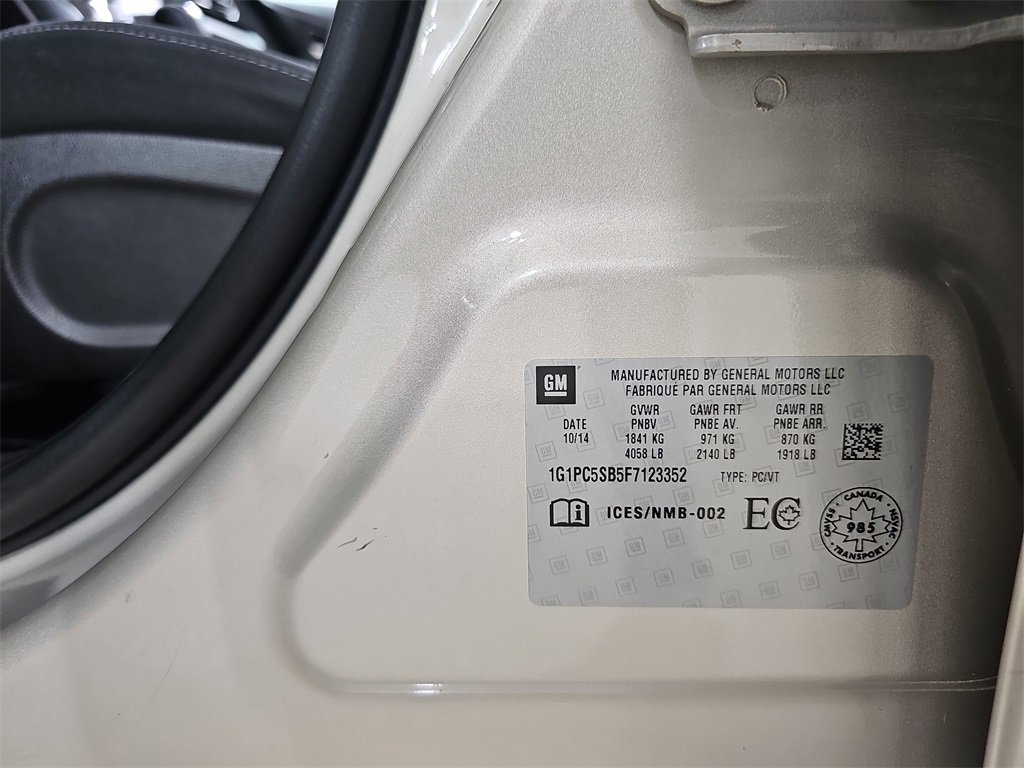 GM
MANUFACTURED BY GENERAL MOTORS LLC
FABRIQUÉ PAR GENERAL MOTORS LLC
DATE
10/14
GVWR
PNBV
1841 KG
4058 LB
GAWR FRT
PNBE AV.
971 KG
2140 LB
GAWR RR
PNBE ARR.
870 KG
1918 LB
1G1PC5SB5F7123352 TYPE: PC/VT
i ICES/NMB-002 EC
CANADA
CMVSS NSVAC
985
TRANSPORT